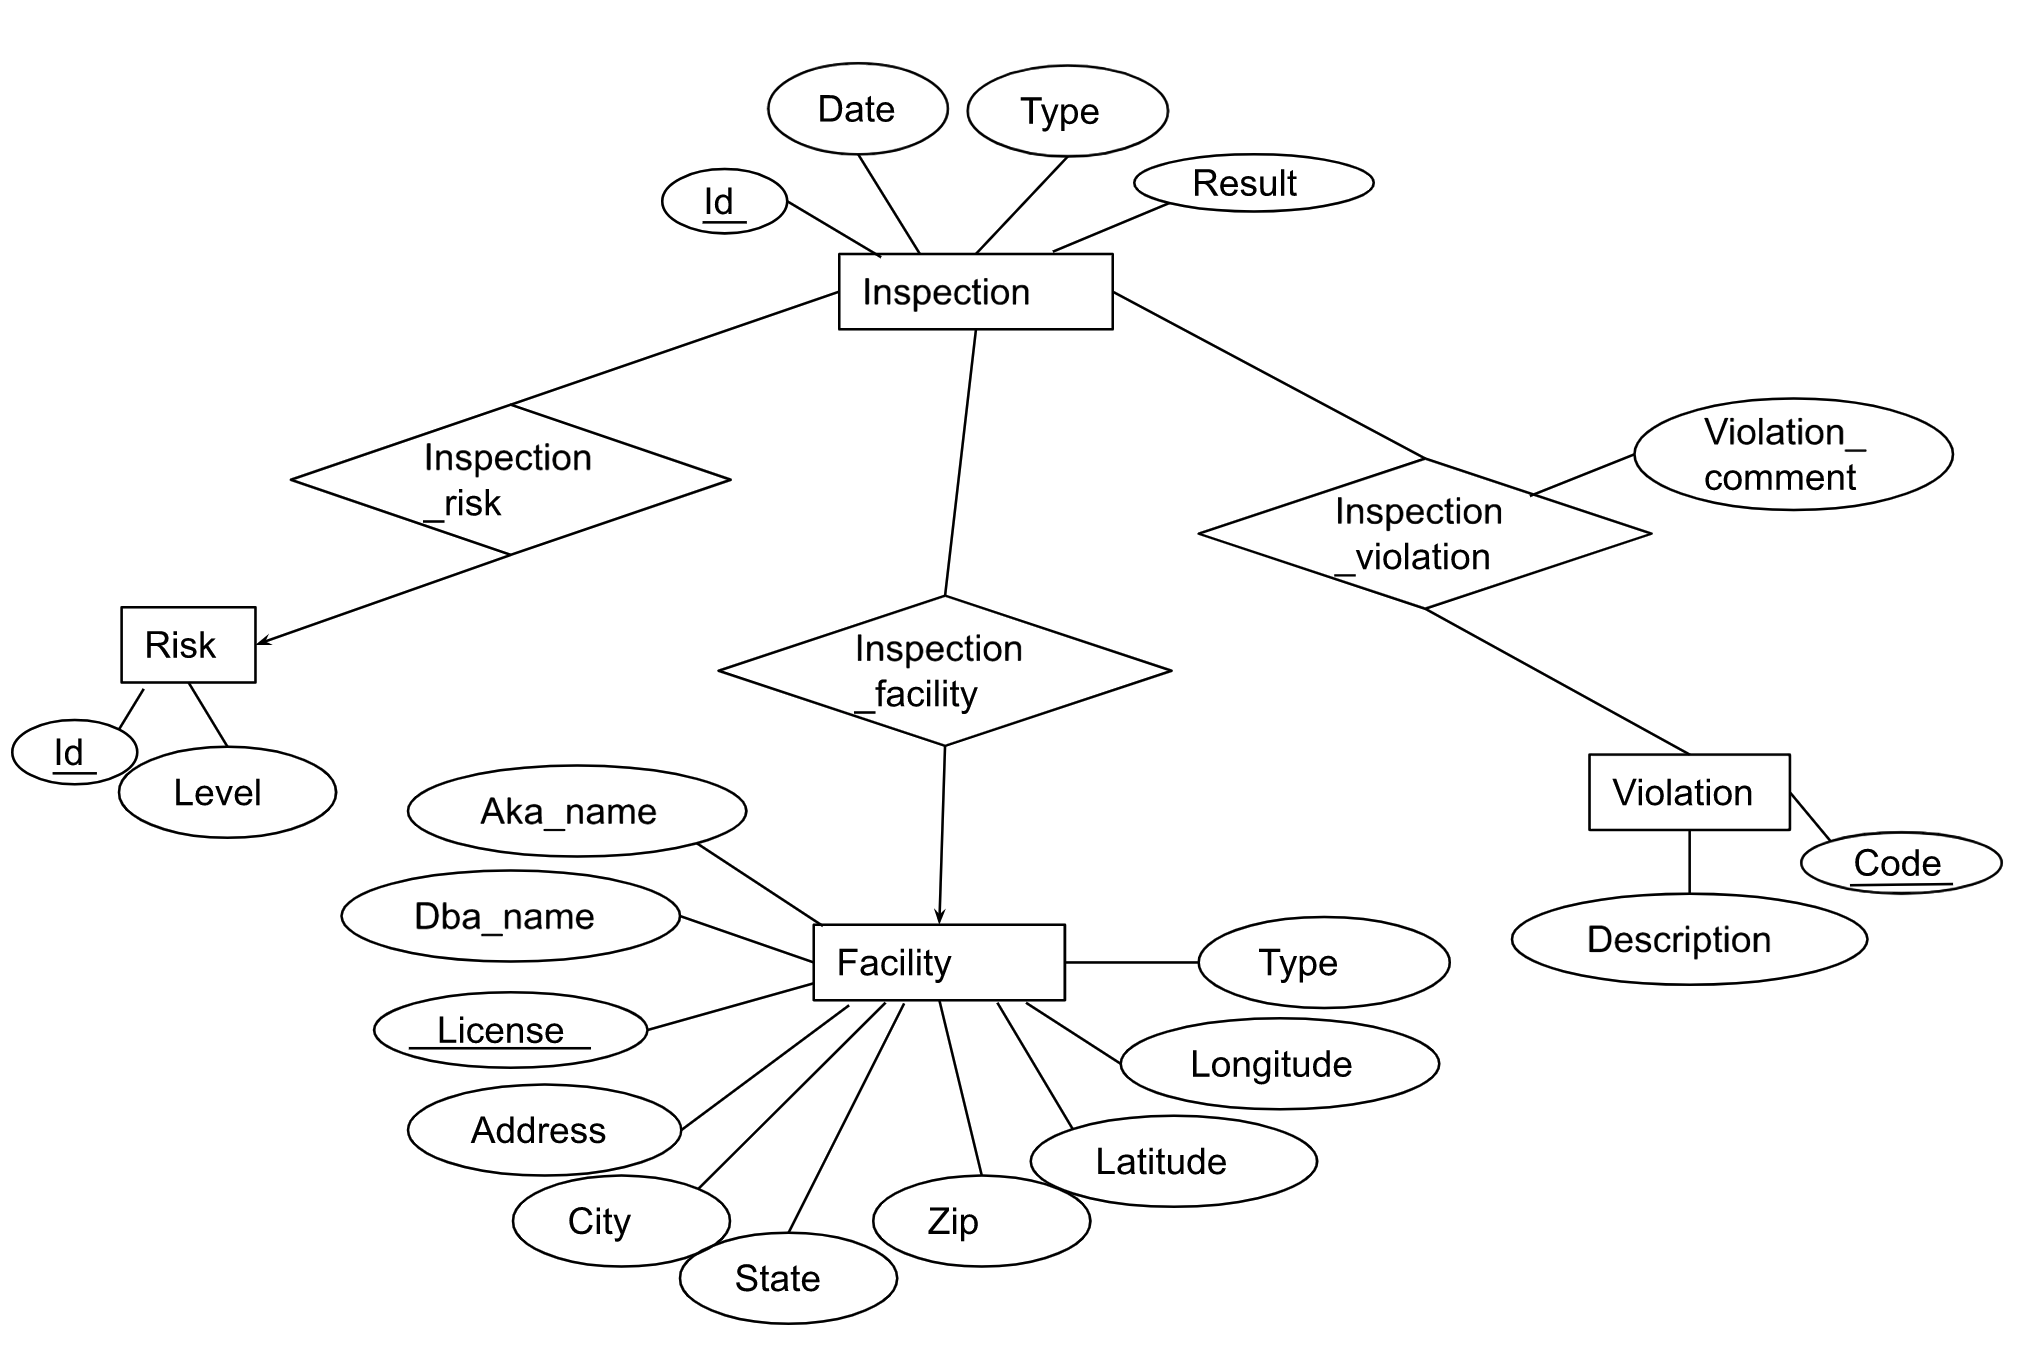 Date
Type
Id
Result
Inspection
Violation_
comment
Inspection
_risk
Inspection
_violation
Risk
Inspection
_facility
Id
Level
Aka_name
Violation
Code
Dba_name
Description
Facility
Type
License
Longitude
Address
Latitude
City
Zip
State